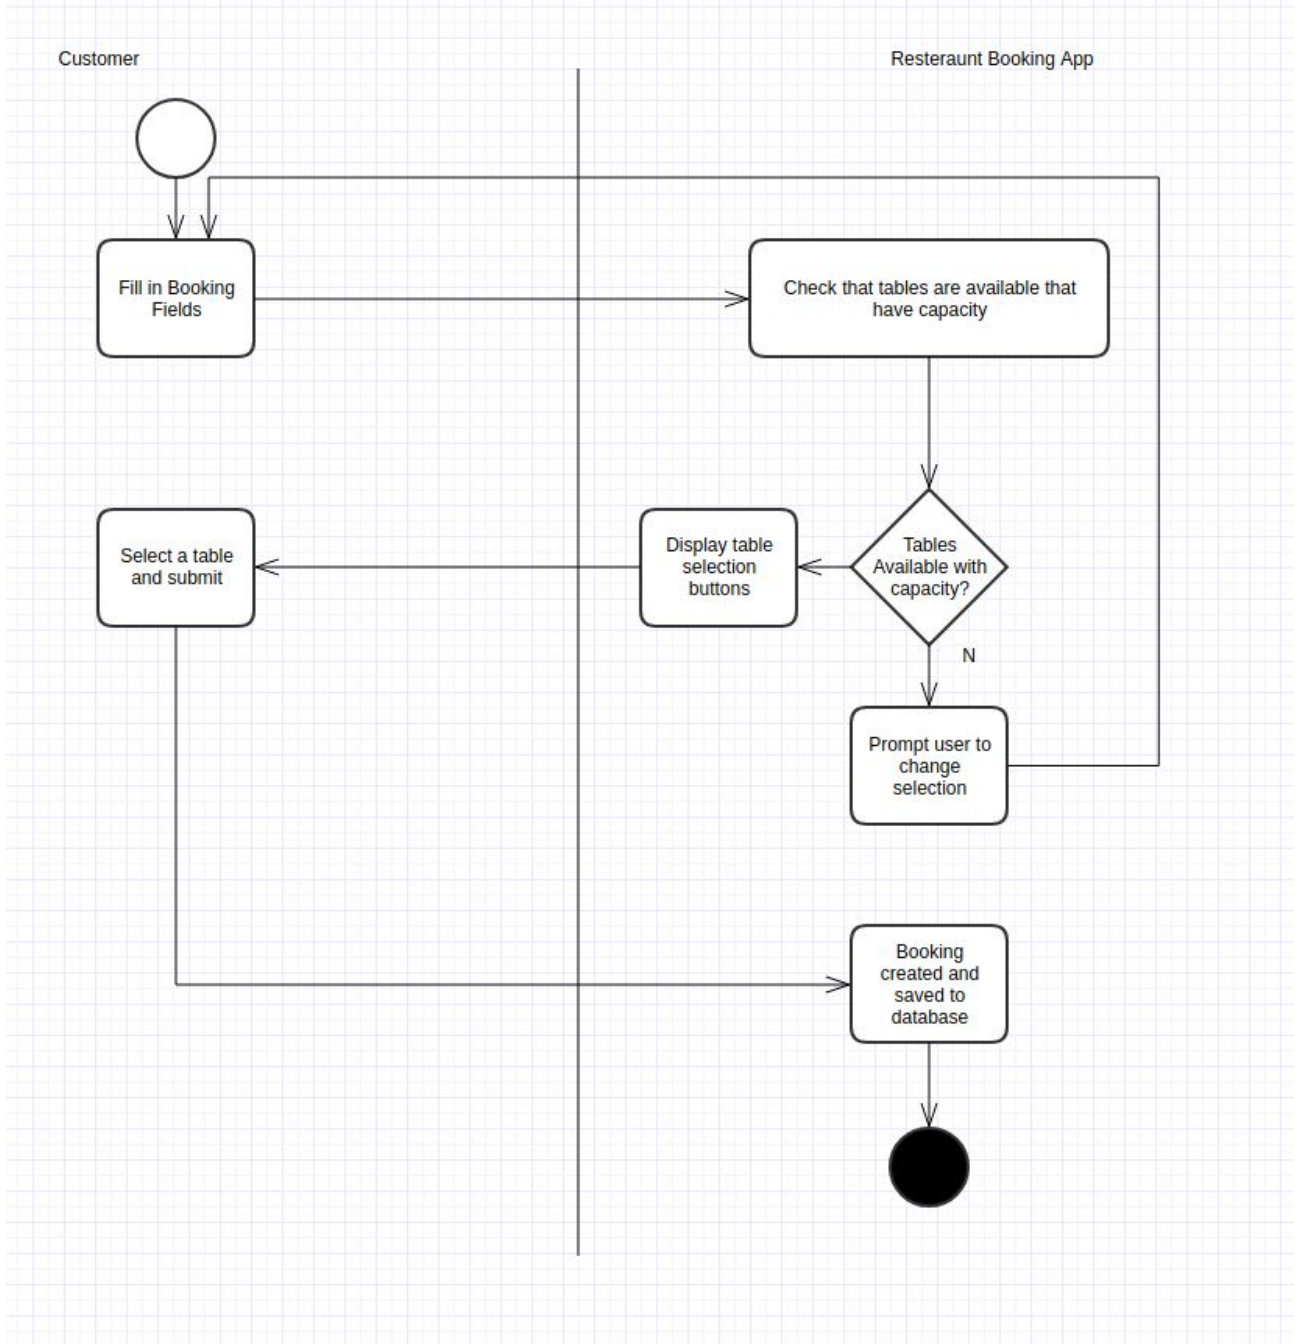 Customer
Resteraunt Booking App
Fill in Booking
Fields
Check that tables are available that
have capacity
Select a table
and submit
Display table
selection
buttons
Tables
Available with
capacity?
N
Prompt user to
change
selection
Booking
created and
saved to
database